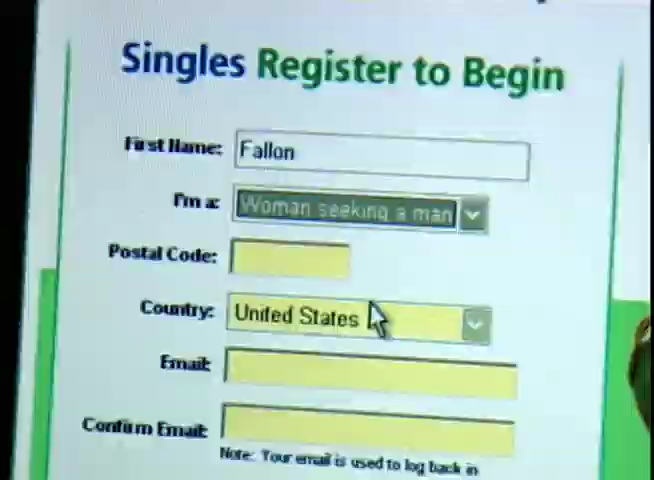 Singles Register to Begin
First Name: Fallon
I'm a: Woman seeking a man
Postal Code:
Country: United States
Email:
Confirm Email:
Note: Your email is used to log back in